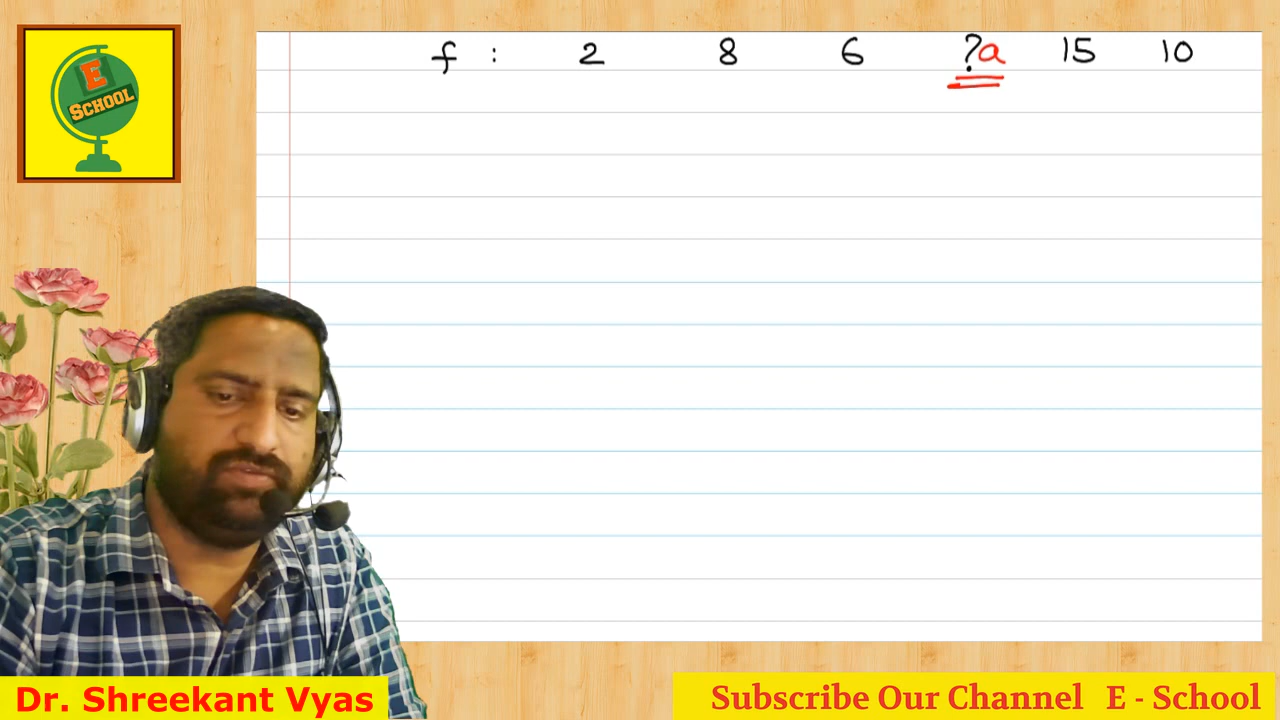 E
SCHOOL
f : 2 8 6 ?a 15 10
Dr. Shreekant Vyas
Subscribe Our Channel E - School